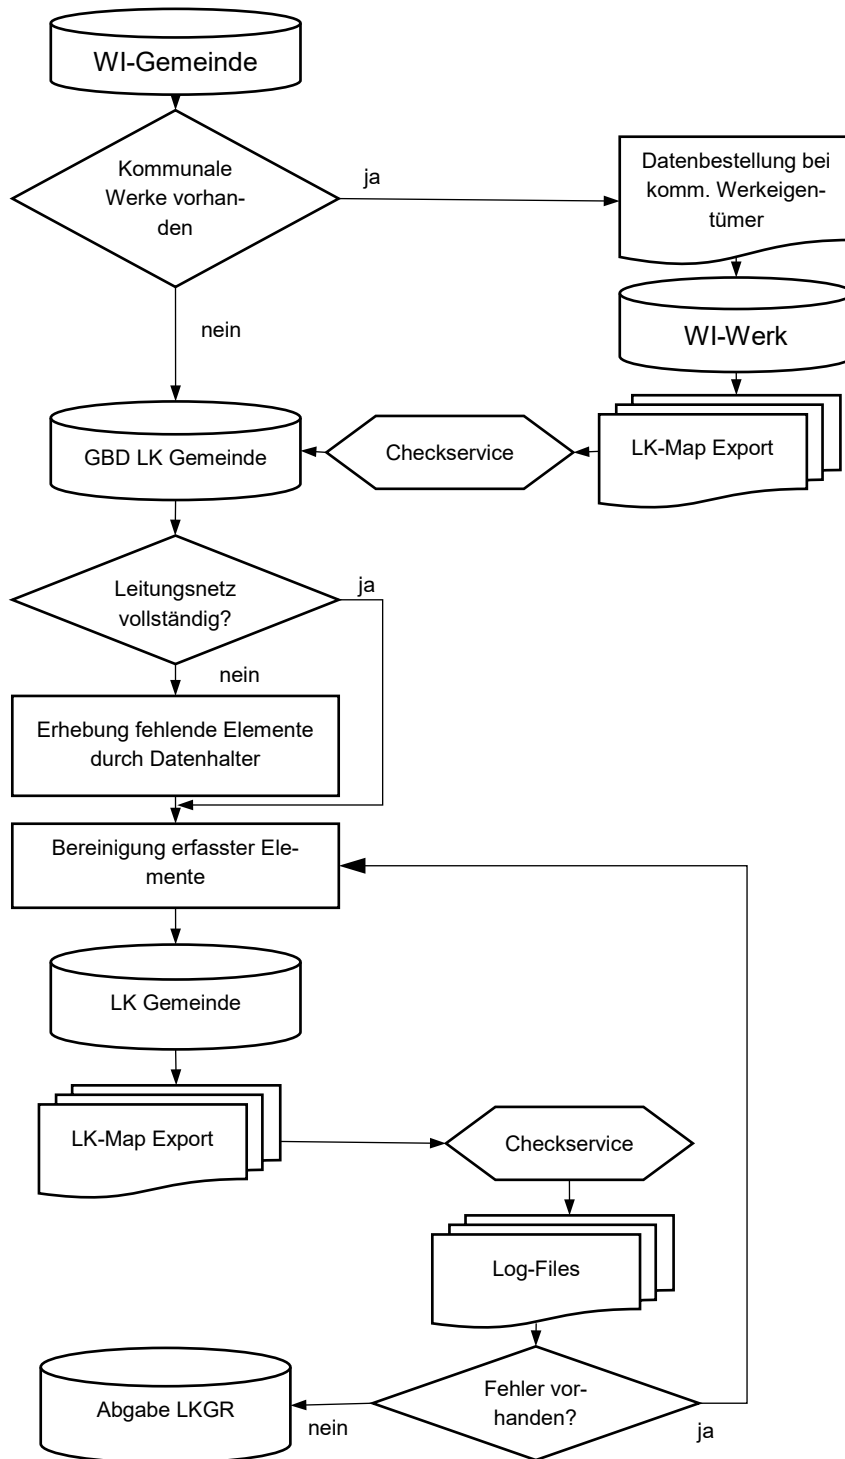 WI-Gemeinde
Kommunale
Werke vorhan-
den
ja
Datenbestellung bei
komm. Werkeigen-
tümer
nein
WI-Werk
GBD LK Gemeinde
Checkservice
LK-Map Export
Leitungsnetz
vollständig?
ja
nein
Erhebung fehlende Elemente
durch Datenhalter
Bereinigung erfasster Ele-
mente
LK Gemeinde
LK-Map Export
Checkservice
Log-Files
Fehler vor-
handen?
Abgabe LKGR
nein
ja